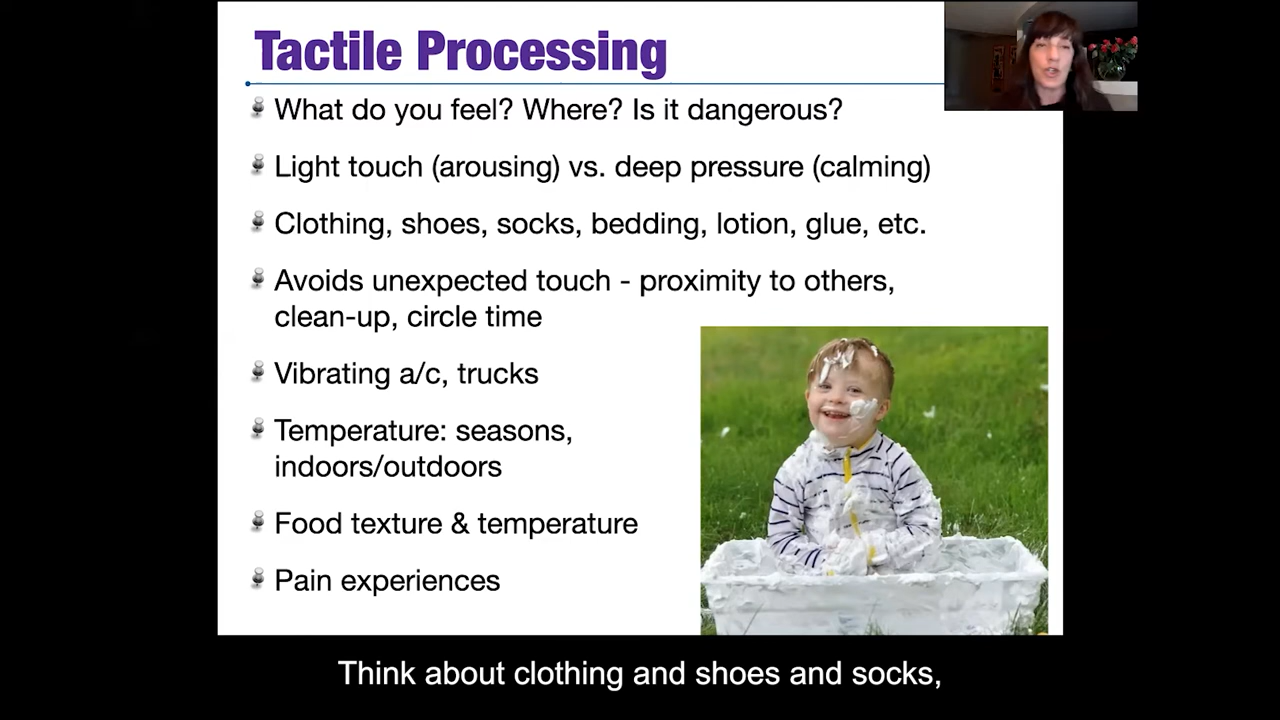 Tactile Processing
What do you feel? Where? Is it dangerous?
Light touch (arousing) vs. deep pressure (calming)
Clothing, shoes, socks, bedding, lotion, glue, etc.
Avoids unexpected touch - proximity to others,
clean-up, circle time
Vibrating a/c, trucks
Temperature: seasons,
indoors/outdoors
Food texture & temperature
Pain experiences
Think about clothing and shoes and socks,